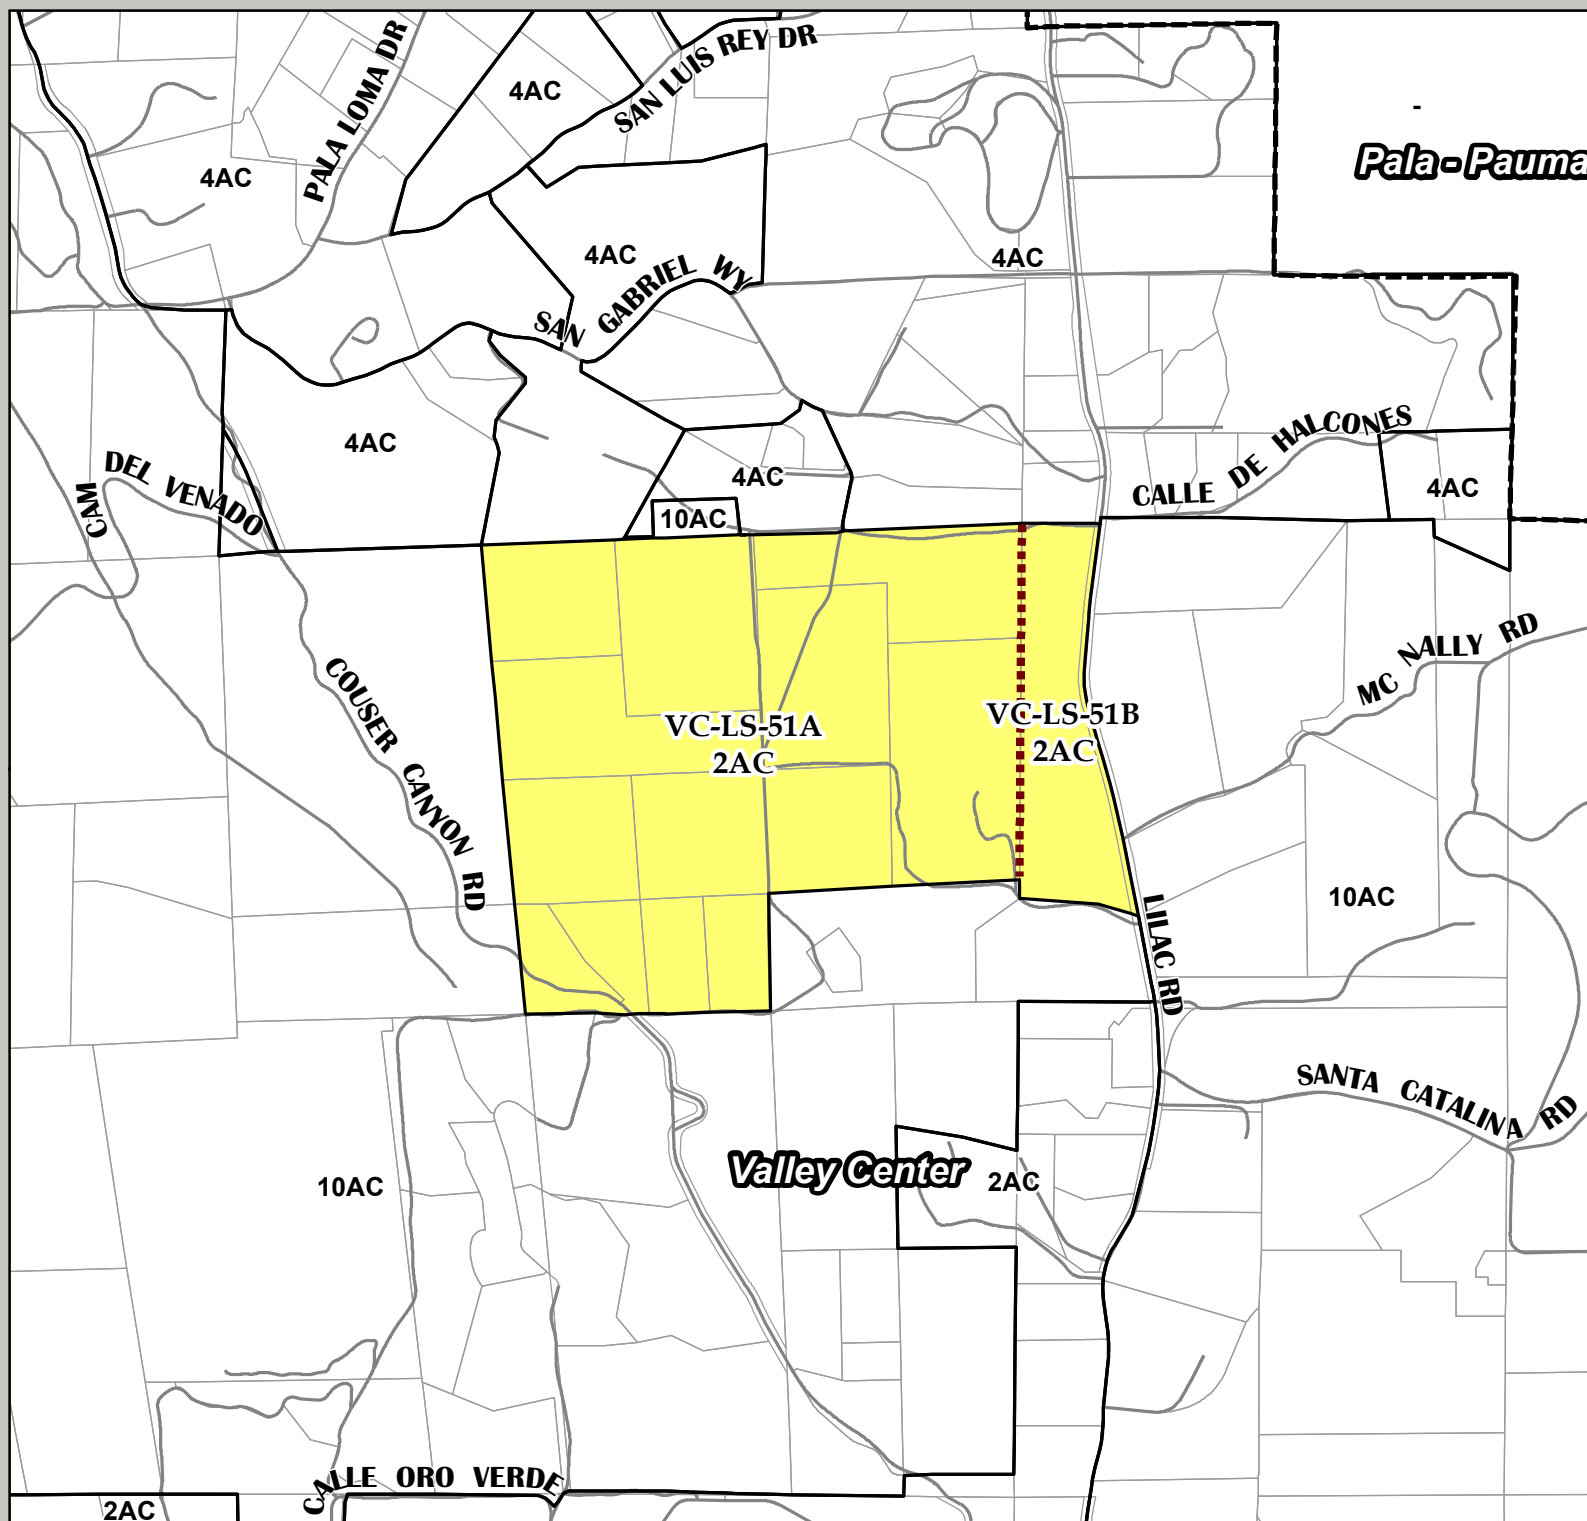 PALA LOMA DR
4AC
SAN LUIS REY DR
-
Pala - Pauma
4AC
4AC
4AC
SAN GABRIEL WY
4AC
4AC
CALLE DE HALCONES
4AC
CAM DEL VENADO
10AC
MC NALLY RD
COUSER CANYON RD
VC-LS-51A
2AC
VC-LS-51B
2AC
LILAC RD
10AC
SANTA CATALINA RD
Valley Center
10AC
2AC
CALLE ORO VERDE
2AC